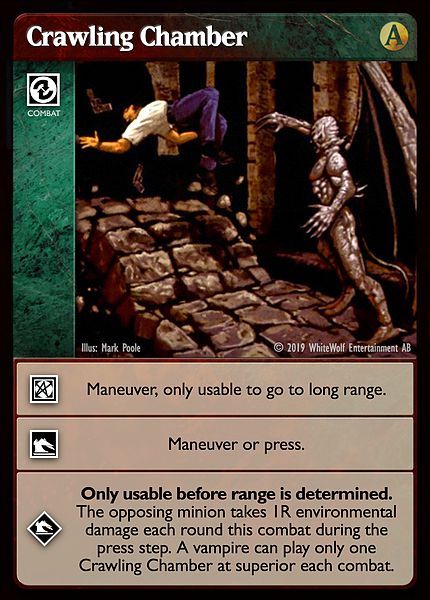 Crawling Chamber
A
COMBAT
Illus: Mark Poole
© 2019 WhiteWolf Entertainment AB
Maneuver, only usable to go to long range.
Maneuver or press.
Only usable before range is determined.
The opposing minion takes 1R environmental
damage each round this combat during the
press step. A vampire can play only one
Crawling Chamber at superior each combat.